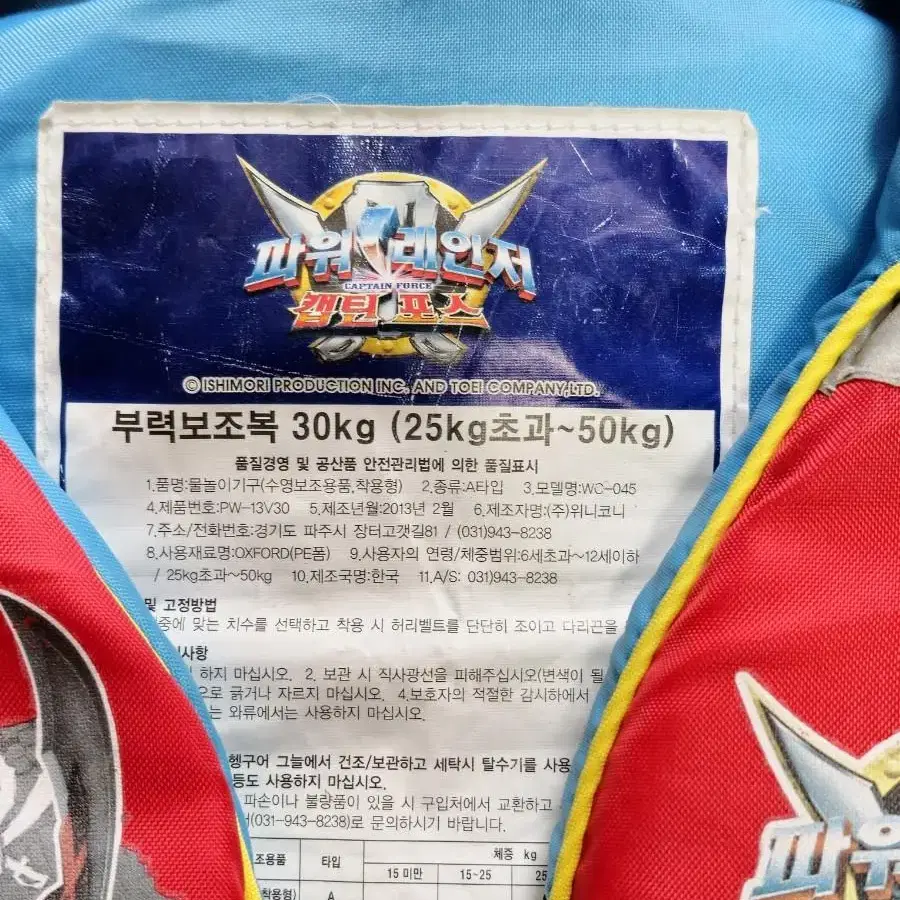 파워레인저
CAPTAIN FORCE
캡틴 포스
© ISHIMORI PRODUCTION INC. AND TOEI COMPANY,LTD.
부력보조복 30kg (25kg초과~50kg)
품질경영 및 공산품 안전관리법에 의한 품질표시
1.품명:물놀이기구(수영보조용품,착용형) 2.종류:A타입 3.모델명:WC-045
4.제품번호:PW-13V30 5.제조년월:2013년 2월 6.제조자명:(주)위니코니
7.주소/전화번호:경기도 파주시 장터고갯길81 / (031)943-8238
8.사용재료명:OXFORD(PE폼) 9.사용자의 연령/체중범위:6세초과~12세이하
/ 25kg초과~50kg 10.제조국명:한국 11.A/S: 031)943-8238
및 고정방법
중에 맞는 치수를 선택하고 착용 시 허리벨트를 단단히 조이고 다리끈을
사항
하지 마십시오. 2. 보관 시 직사광선을 피해주십시오(변색이 될
으로 긁거나 자르지 마십시오. 4.보호자의 적절한 감시하에서
는 와류에서는 사용하지 마십시오.
헹구어 그늘에서 건조/보관하고 세탁시 탈수기를 사용
등도 사용하지 마십시오.
파손이나 불량품이 있을 시 구입처에서 교환하고
(031-943-8238)로 문의하시기 바랍니다.
조용품 타입 체중 kg
15 미만 15~25 25
착용형) A
파워